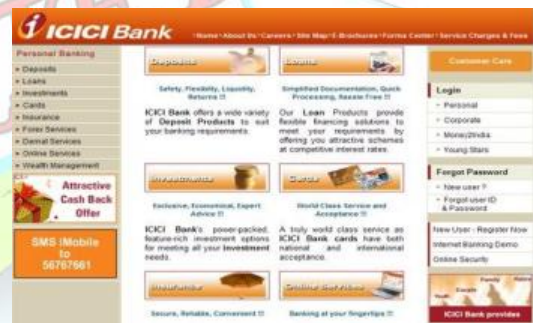 ICICI Bank
Home About Us Careers Site Map E-Brochures Forms Center Service Charges & Fees
Personal Banking
Deposits
Loans
Investments
Cards
Insurance
Forex Services
Demat Services
Online Services
Wealth Management
Attractive
Cash Back
Offer
SMS iMobile
to
56767661
Deposits
Safety, Flexibility, Liquidity,
Returns !!!
ICICI Bank offers a wide variety
of Deposit Products to suit
your banking requirements.
Loans
Simplified Documentation, Quick
Processing, Hassle Free !!!
Our Loan Products provide
flexible financing solutions to
meet your requirements by
offering you attractive schemes
at competitive interest rates.
Investments
Exclusive, Economical, Expert
Advice !!!
ICICI Bank's power-packed,
feature-rich investment options
for meeting all your Investment
needs.
Cards
World Class Service and
Acceptance !!!
A truly world class service as
ICICI Bank cards have both
national and international
acceptance.
Insurance
Secure, Reliable, Convenient !!!
Online Services
Banking at your fingertips !!!
Customer Care
Login
Personal
Corporate
Money2India
Young Stars
Forgot Password
New user ?
Forgot user ID
& Password
New User - Register Now
Internet Banking Demo
Online Security
Family
Couple
Youth
ICICI Bank provides